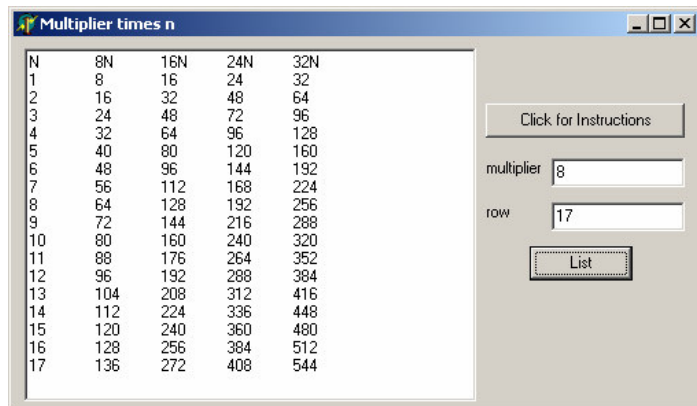 Multiplier times n
N 8N 16N 24N 32N
1 8 16 24 32
2 16 32 48 64
3 24 48 72 96
4 32 64 96 128
5 40 80 120 160
6 48 96 144 192
7 56 112 168 224
8 64 128 192 256
9 72 144 216 288
10 80 160 240 320
11 88 176 264 352
12 96 192 288 384
13 104 208 312 416
14 112 224 336 448
15 120 240 360 480
16 128 256 384 512
17 136 272 408 544
Click for Instructions
multiplier 8
row 17
List